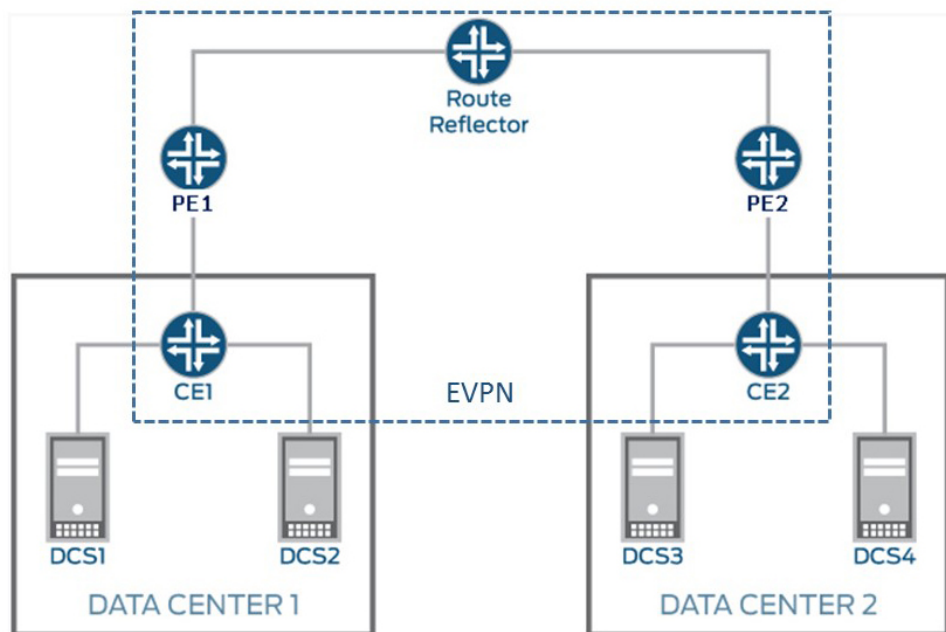 Route
Reflector
PE1
PE2
CE1
EVPN
CE2
DCS1
DCS2
DCS3
DCS4
DATA CENTER 1
DATA CENTER 2